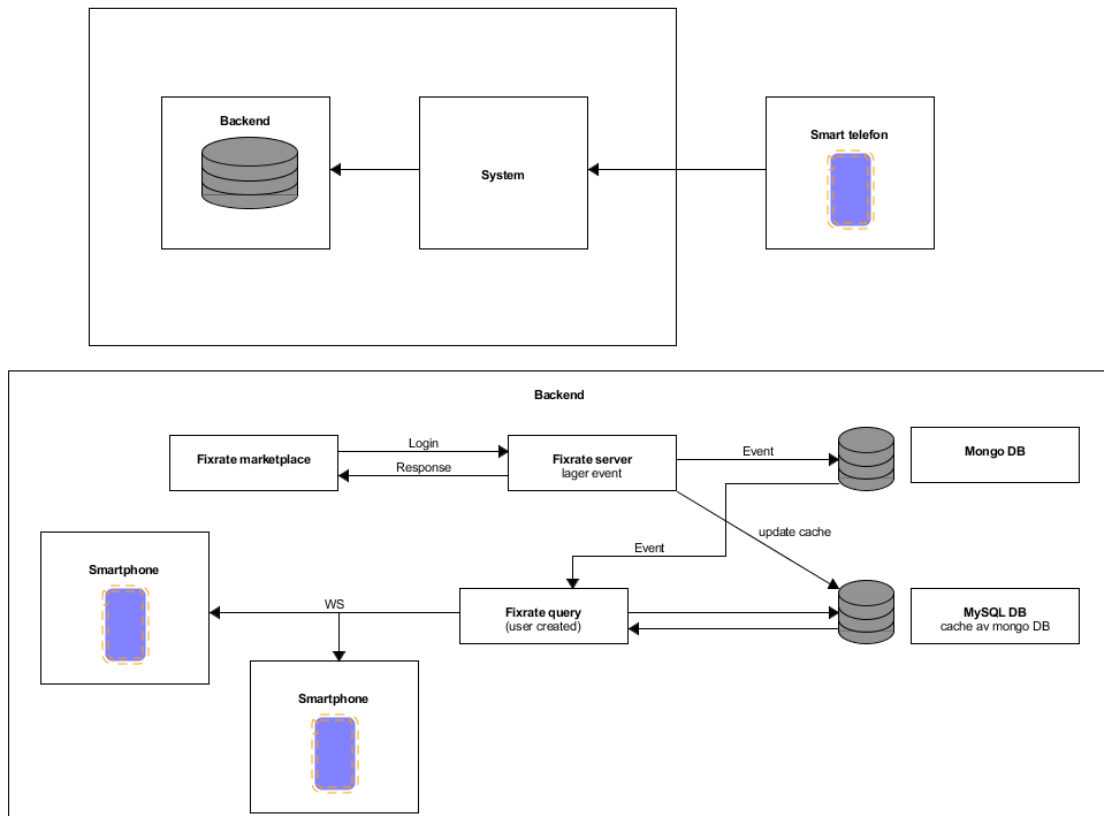 Backend
System
Smart telefon
Backend
Fixrate marketplace
Login
Response
Fixrate server
lager event
Event
Mongo DB
update cache
Event
Smartphone
WS
Fixrate query
(user created)
MySQL DB
cache av mongo DB
Smartphone